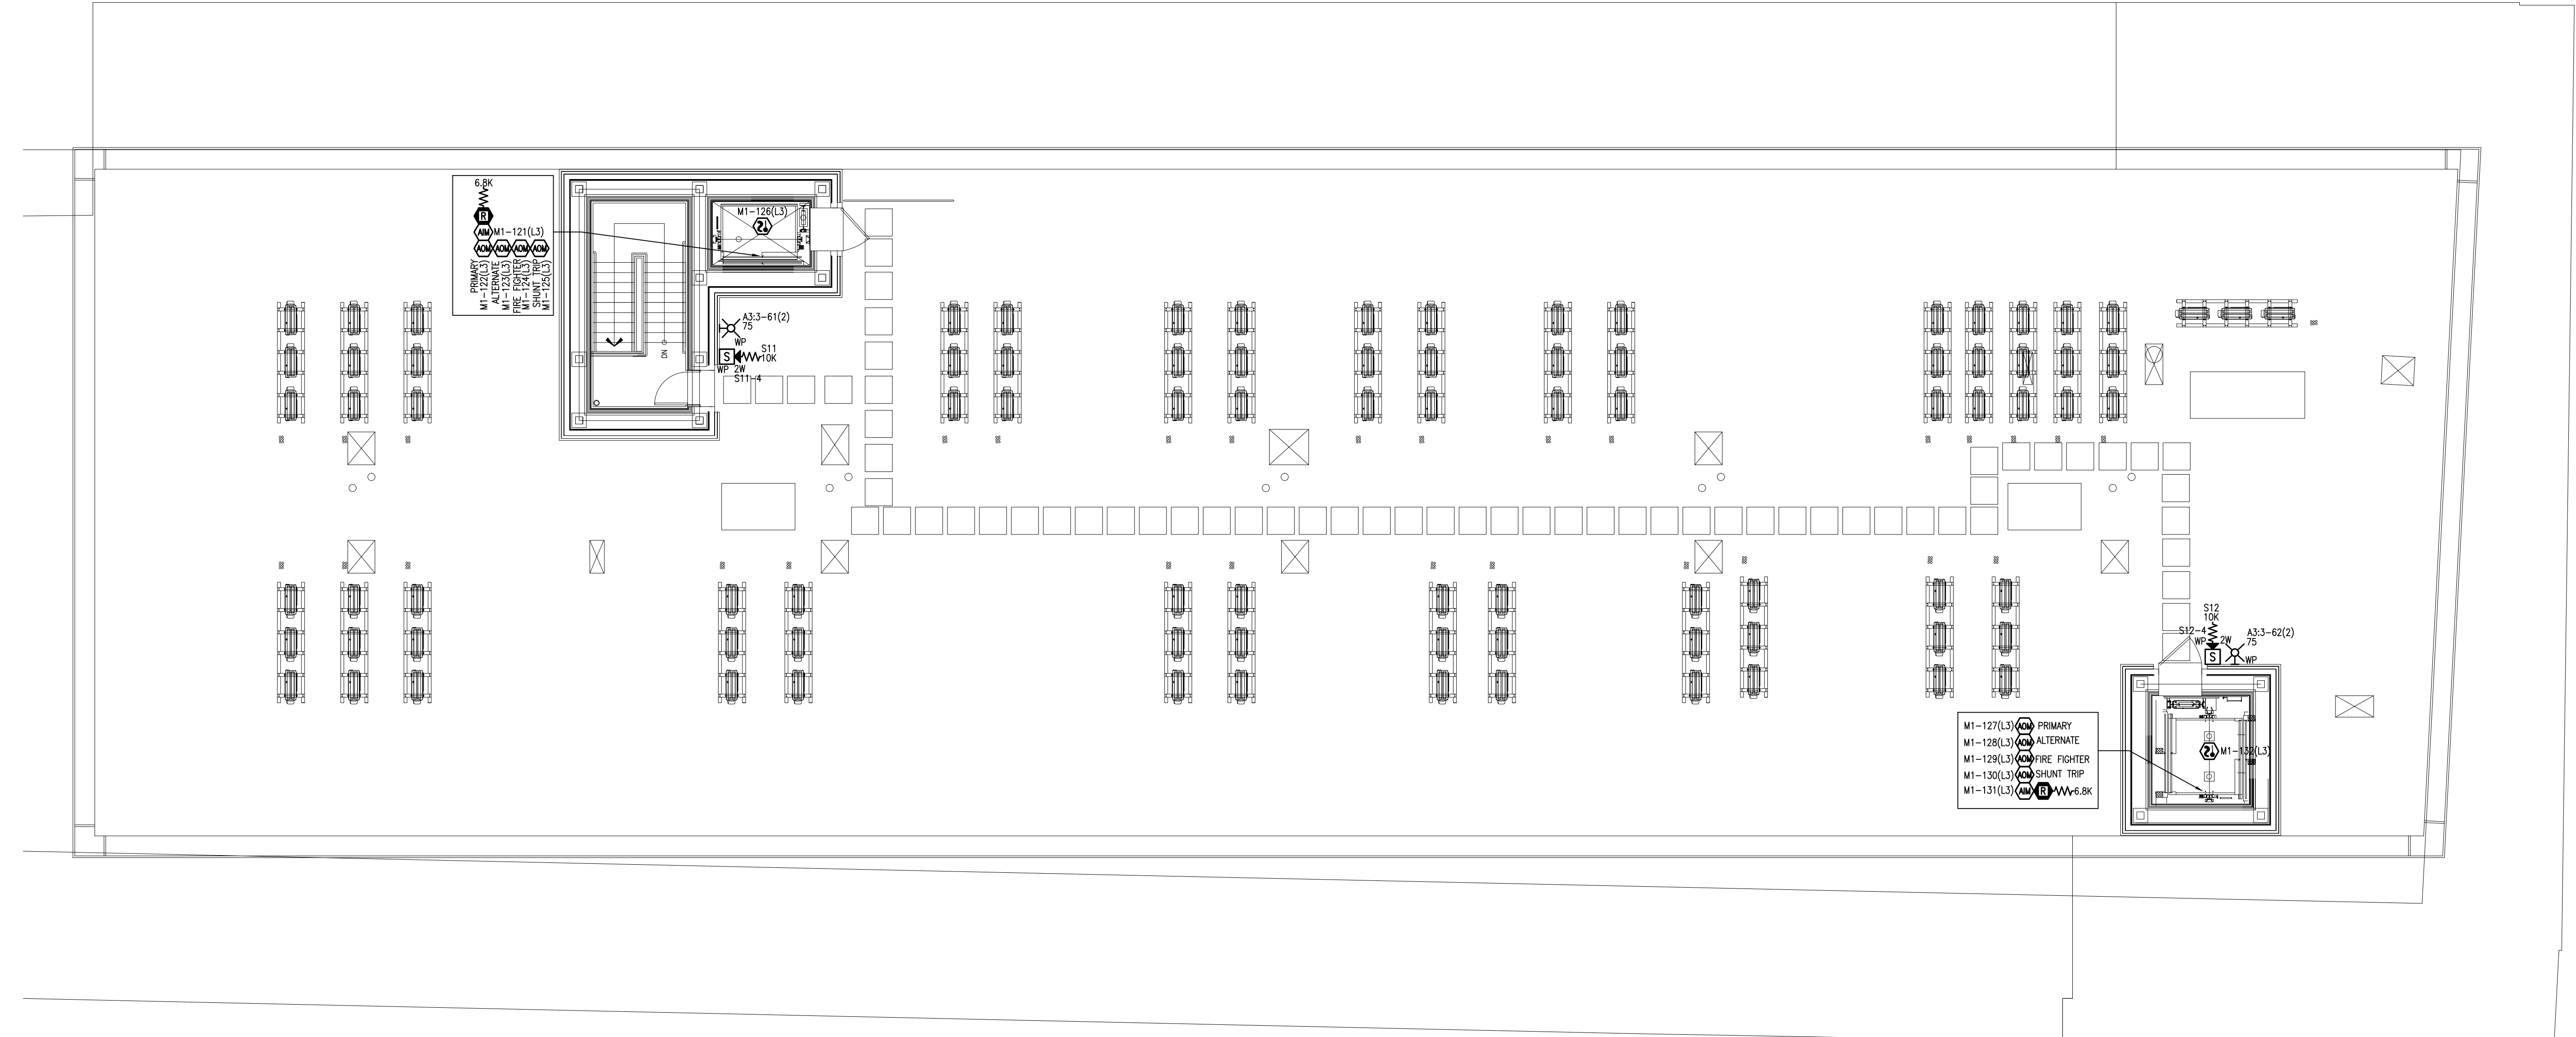 6.8K
R
AIM M1-121(L3)
AOM AOM AOM AOM
PRIMARY
M1-122(L3)
ALTERNATE
M1-123(L3)
FIRE FIGHTER
M1-124(L3)
SHUNT TRIP
M1-125(L3)
M1-126(L3)
A3:3-61(2)
75
WP
S11
S 10K
WP 2W
S11-4
DN
S12
10K
S12-4
WP 2W
A3:3-62(2)
75
S WP
M1-127(L3) AOM PRIMARY
M1-128(L3) AOM ALTERNATE
M1-129(L3) AOM FIRE FIGHTER
M1-130(L3) AOM SHUNT TRIP
M1-131(L3) AIM R 6.8K
M1-132(L3)